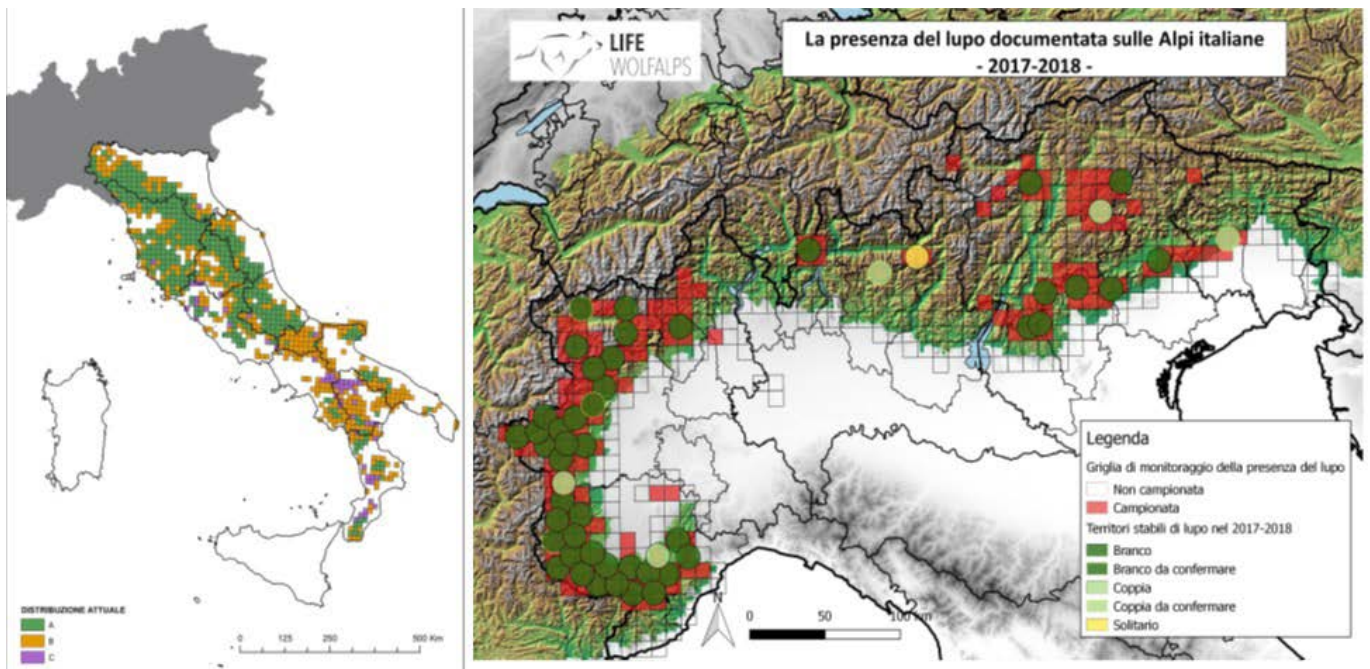 DISTRIBUZIONE ATTUALE
A
B
C
0 125 250 500 Km
LIFE
WOLFALPS
La presenza del lupo documentata sulle Alpi italiane
- 2017-2018 -
Legenda
Griglia di monitoraggio della presenza del lupo
Non campionata
Campionata
Territori stabili di lupo nel 2017-2018
Branco
Branco da confermare
Coppia
Coppia da confermare
Solitario
N
0 50 100 km